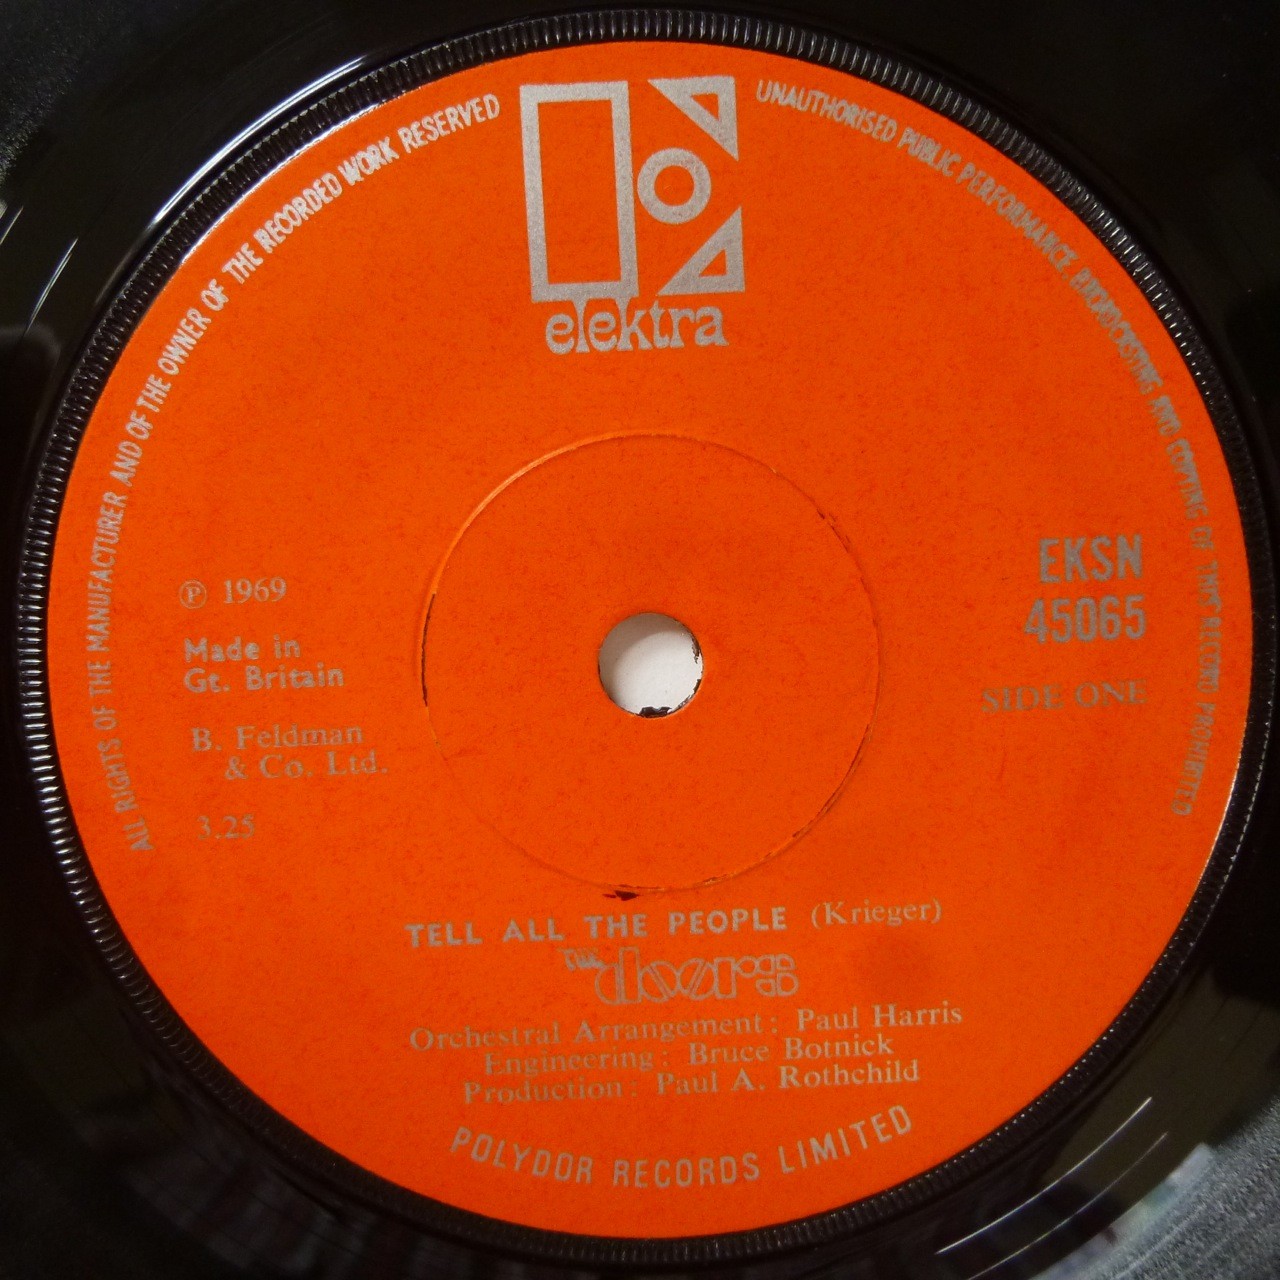 ALL RIGHTS OF THE MANUFACTURER AND OF THE OWNER OF THE RECORDED WORK RESERVED
UNAUTHORISED PUBLIC PERFORMANCE, BROADCASTING AND COPYING OF THIS RECORD PROHIBITED
elektra
EKSN
45065
SIDE ONE
Ⓟ 1969
Made in
Gt. Britain
B. Feldman
& Co. Ltd.
3.25
TELL ALL THE PEOPLE (Krieger)
THE doors
Orchestral Arrangement: Paul Harris
Engineering: Bruce Botnick
Production: Paul A. Rothchild
POLYDOR RECORDS LIMITED